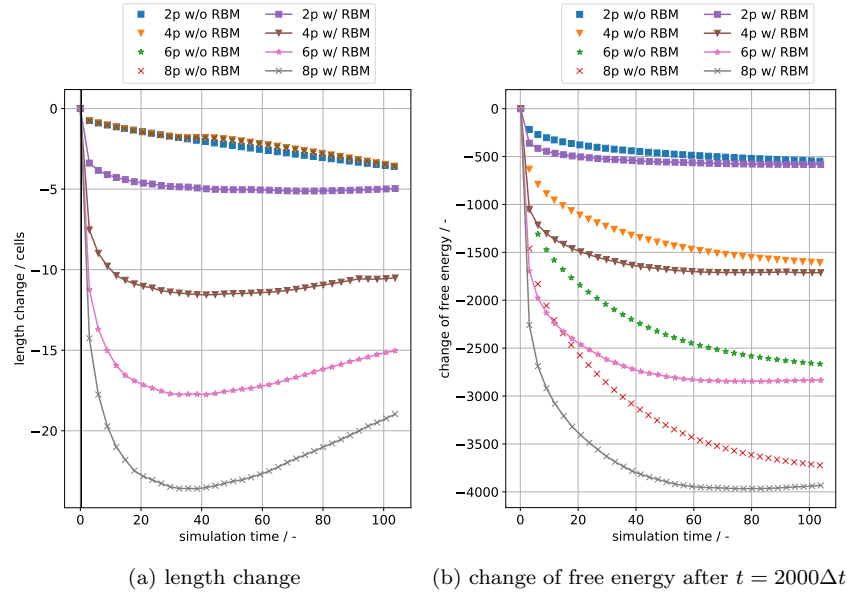 2p w/o RBM 2p w/ RBM
4p w/o RBM 4p w/ RBM
6p w/o RBM 6p w/ RBM
8p w/o RBM 8p w/ RBM
0
−5
−10
−15
−20
length change / cells
0 20 40 60 80 100
simulation time / -
(a) length change
2p w/o RBM 2p w/ RBM
4p w/o RBM 4p w/ RBM
6p w/o RBM 6p w/ RBM
8p w/o RBM 8p w/ RBM
0
−500
−1000
−1500
−2000
−2500
−3000
−3500
−4000
change of free energy / -
0 20 40 60 80 100
simulation time / -
(b) change of free energy after t = 2000Δt